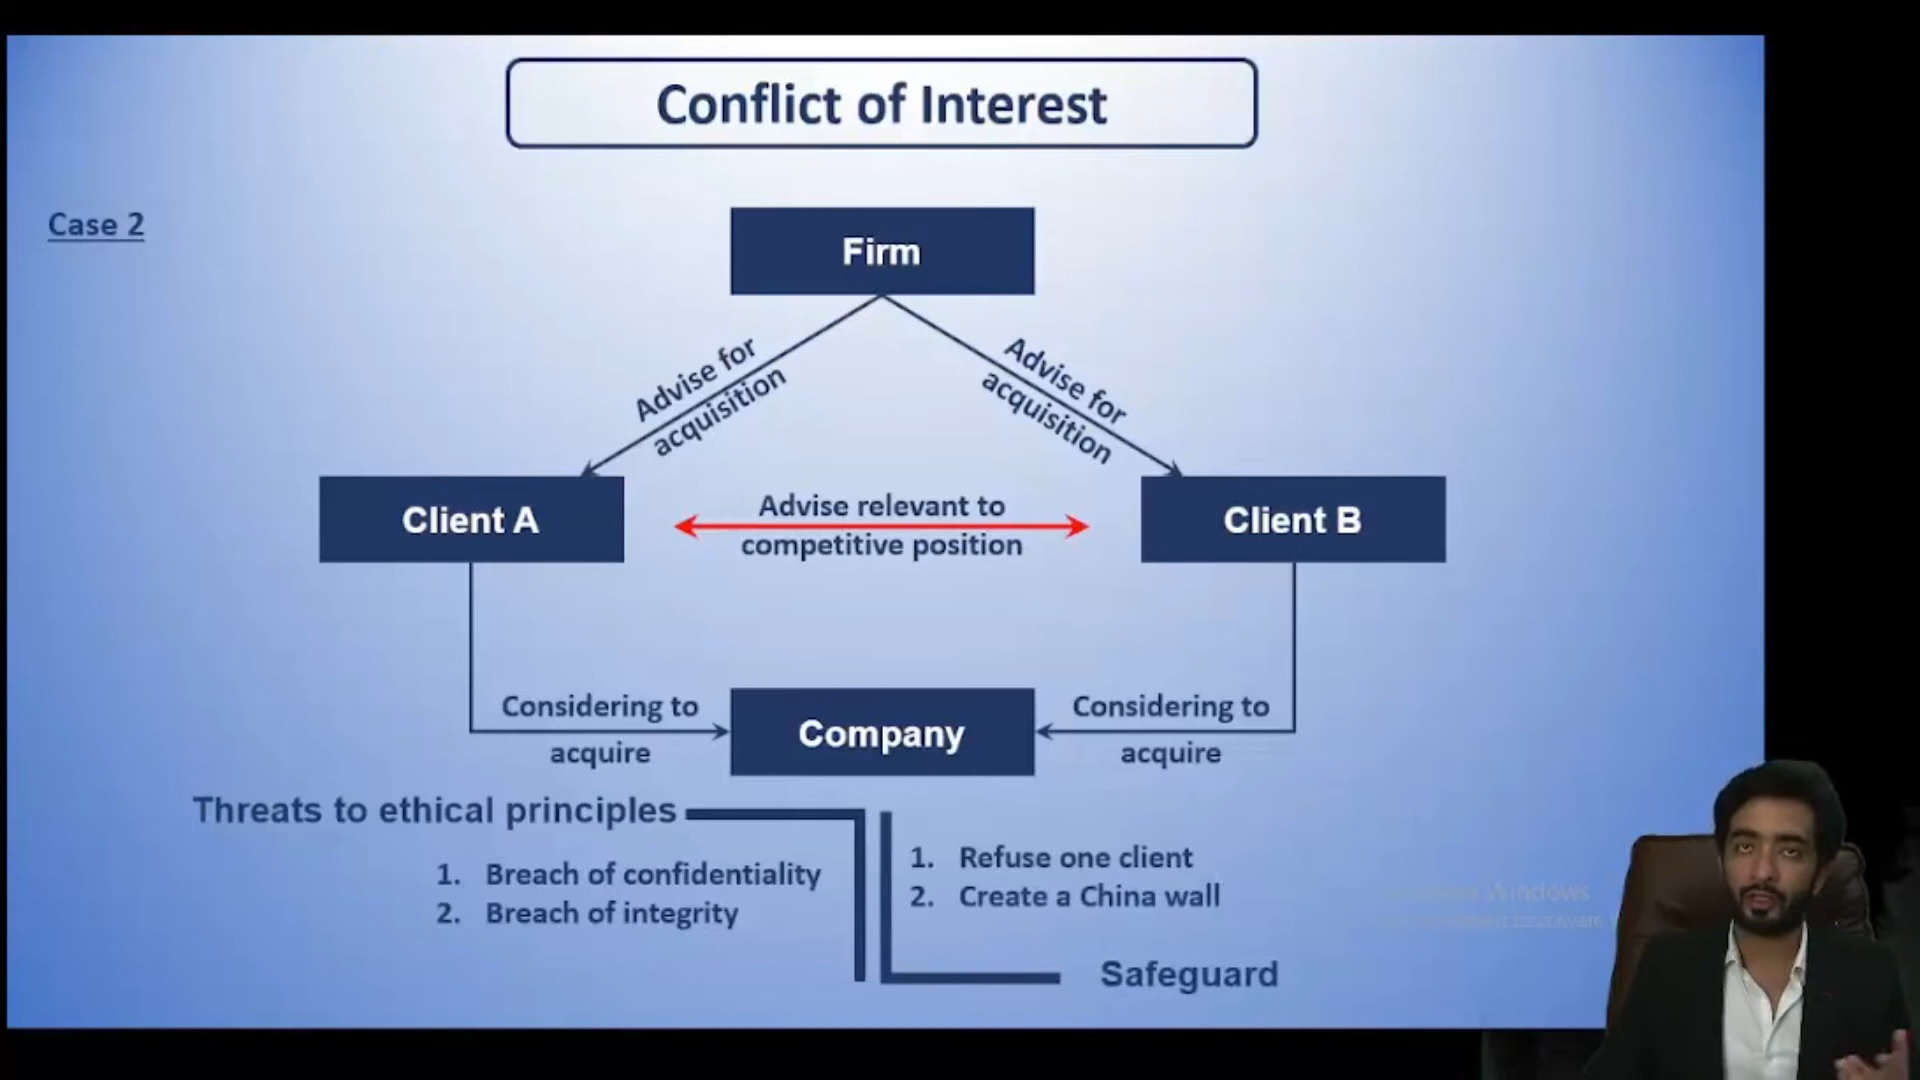 Conflict of Interest
Case 2
Firm
Advise for
acquisition
Advise for
acquisition
Client A
Advise relevant to
competitive position
Client B
Considering to
acquire
Company
Considering to
acquire
Threats to ethical principles
1. Breach of confidentiality
2. Breach of integrity
1. Refuse one client
2. Create a China wall
Safeguard
Windows